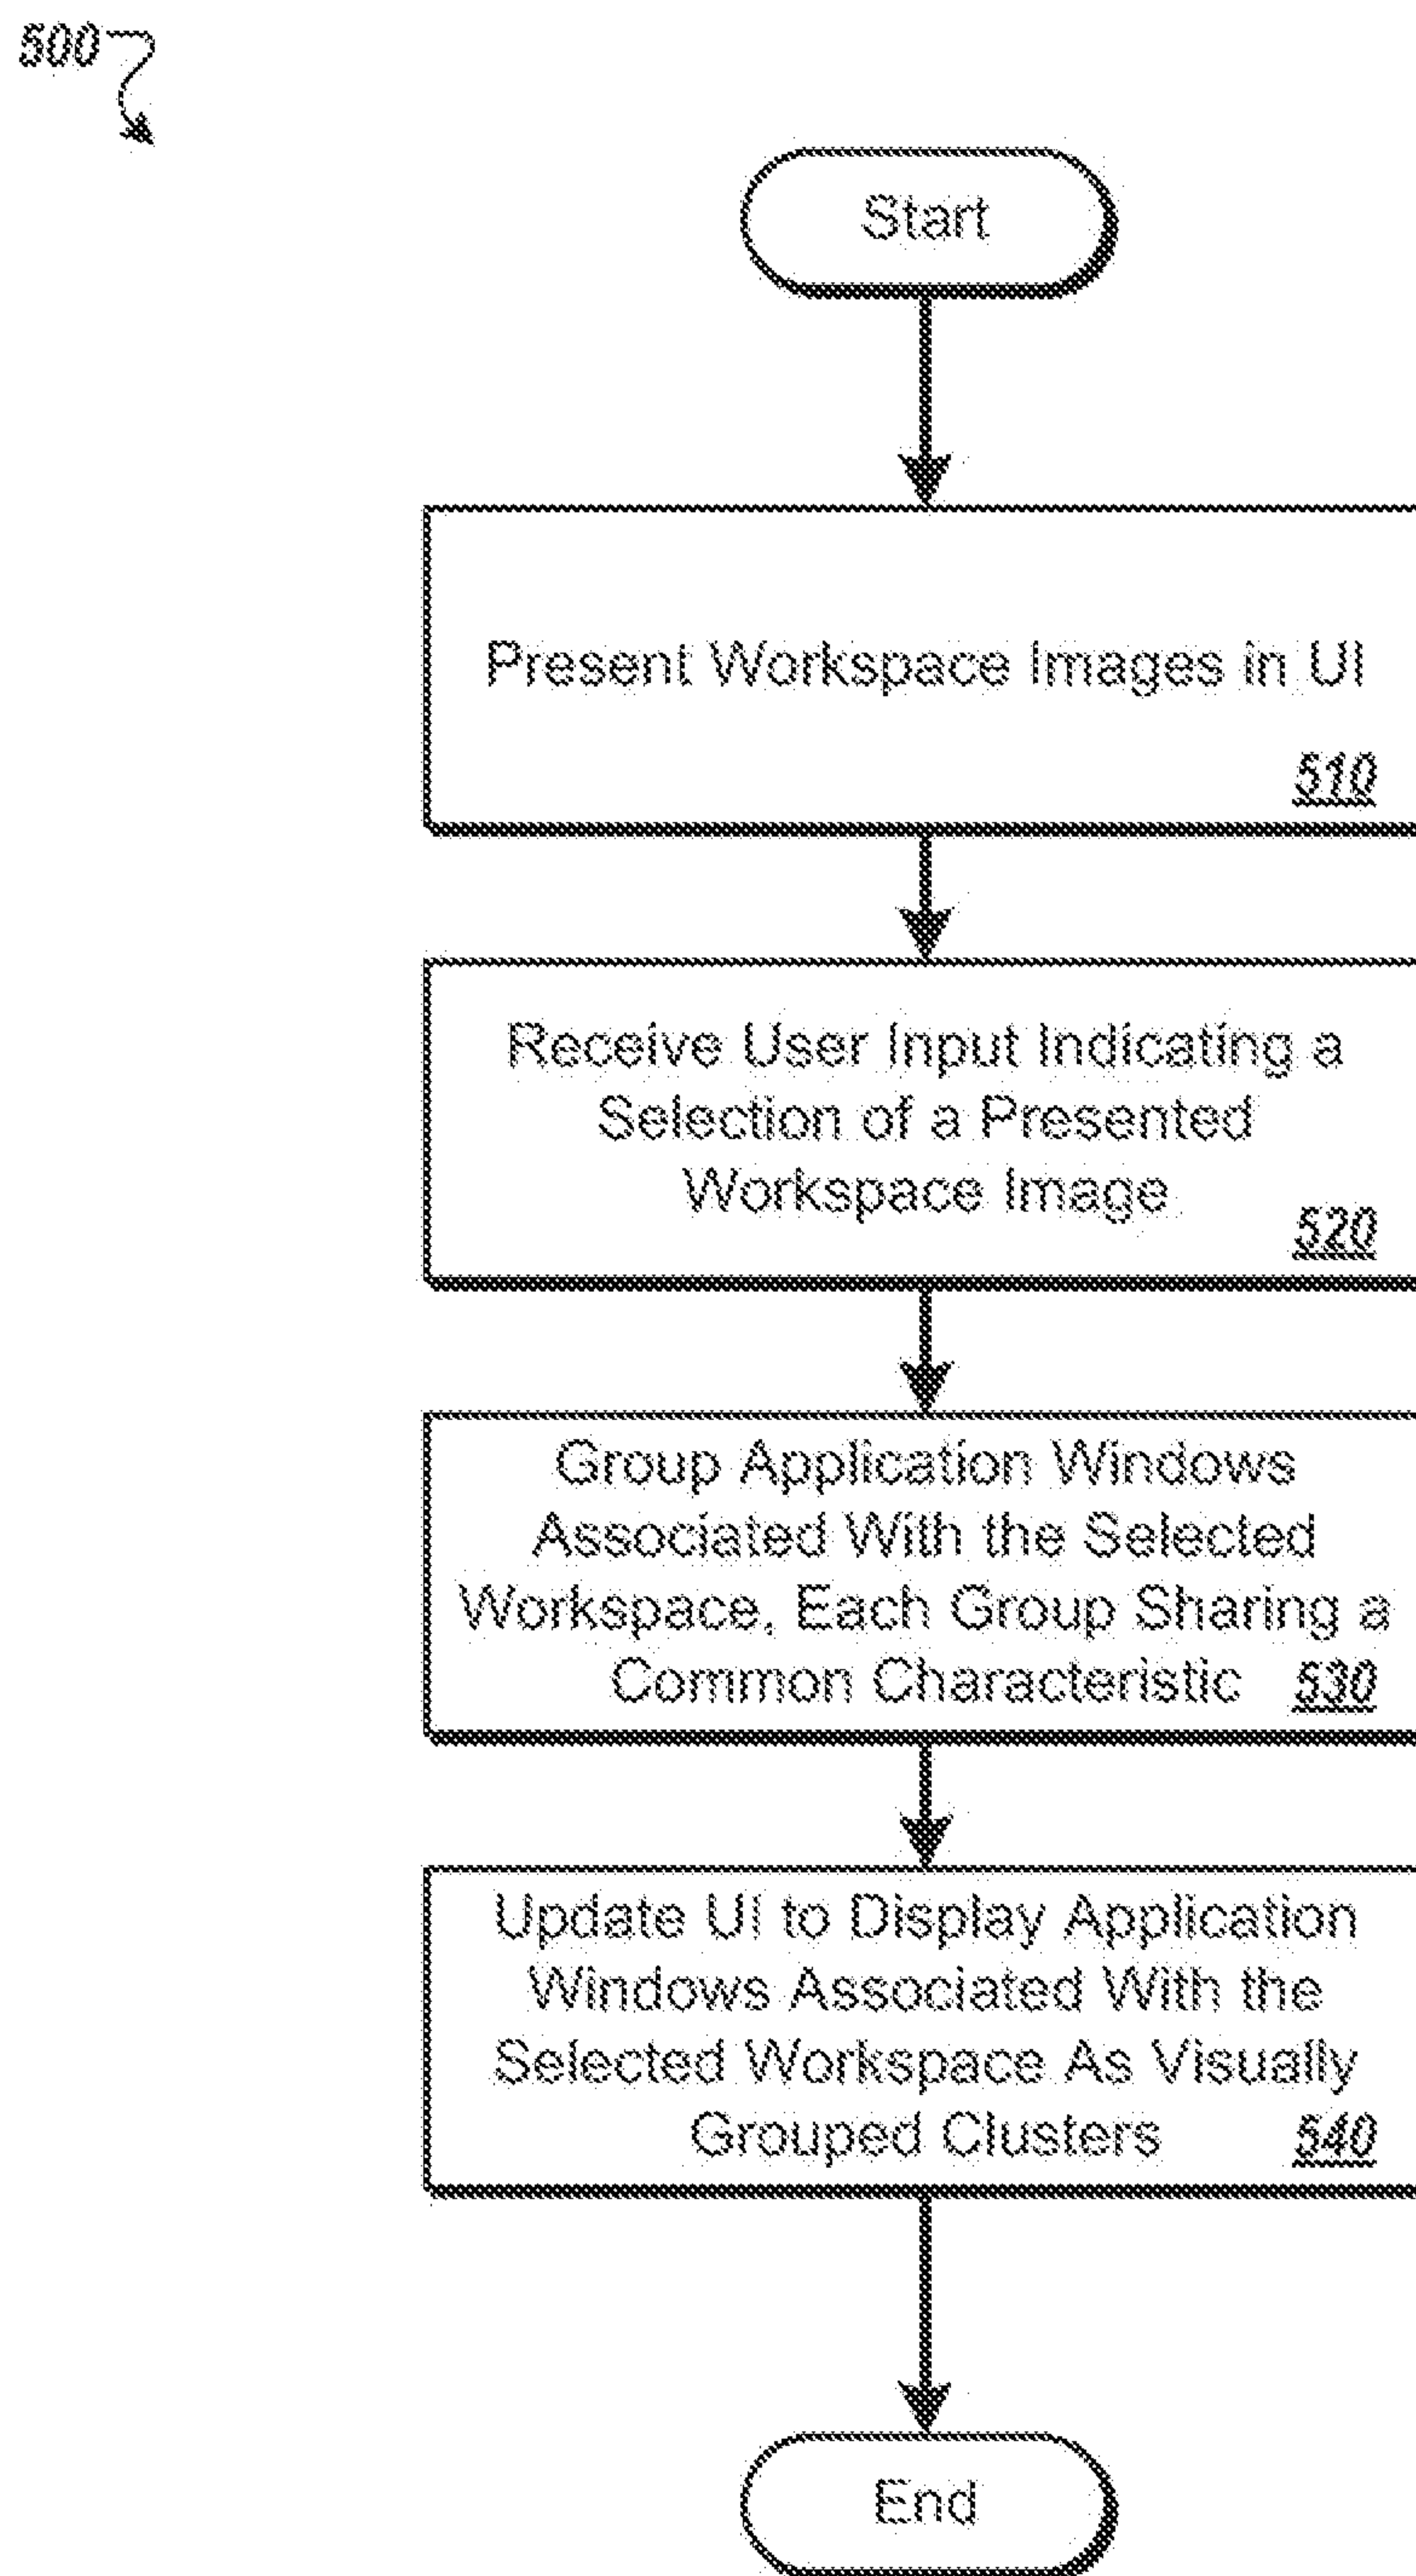 500
Start
Present Workspace Images in UI
510
Receive User Input Indicating a
Selection of a Presented
Workspace Image
520
Group Application Windows
Associated With the Selected
Workspace, Each Group Sharing a
Common Characteristic 530
Update UI to Display Application
Windows Associated With the
Selected Workspace As Visually
Grouped Clusters 540
End